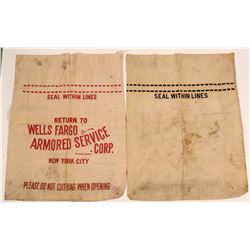 SEAL WITHIN LINES
RETURN TO
WELLS FARGO
ARMORED SERVICE
CORP.
NEW YORK CITY
PLEASE DO NOT CUT BAG WHEN OPENING
SEAL WITHIN LINES